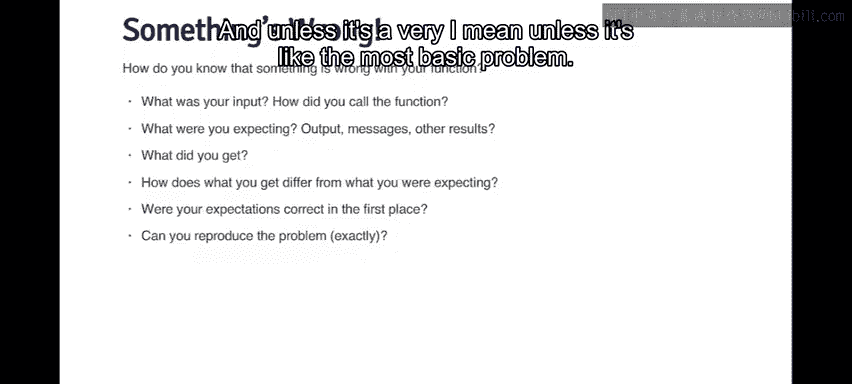 Something's Wrong!
And unless it's a very I mean unless it's
like the most basic problem.
How do you know that something is wrong with your function?
· What was your input? How did you call the function?
· What were you expecting? Output, messages, other results?
· What did you get?
· How does what you get differ from what you were expecting?
· Were your expectations correct in the first place?
· Can you reproduce the problem (exactly)?